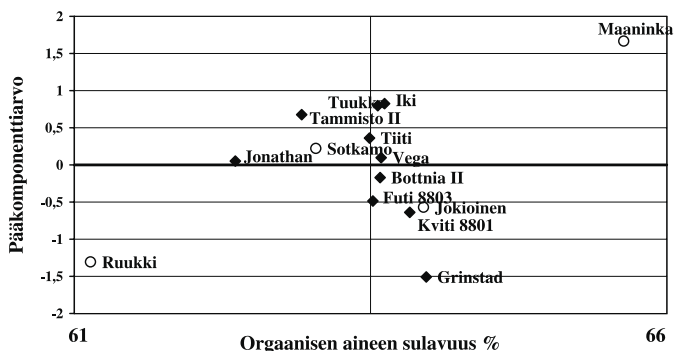 2
Maaninka
1,5
1
Tuukka Iki
Tammisto II
0,5
Tiiti
Jonathan Sotkamo
Vega
0
Bottnia II
Futi 8803
-0,5
Jokioinen
Kviti 8801
-1
Ruukki
Grinstad
-1,5
-2
61
66
Orgaanisen aineen sulavuus %
Pääkomponenttiarvo